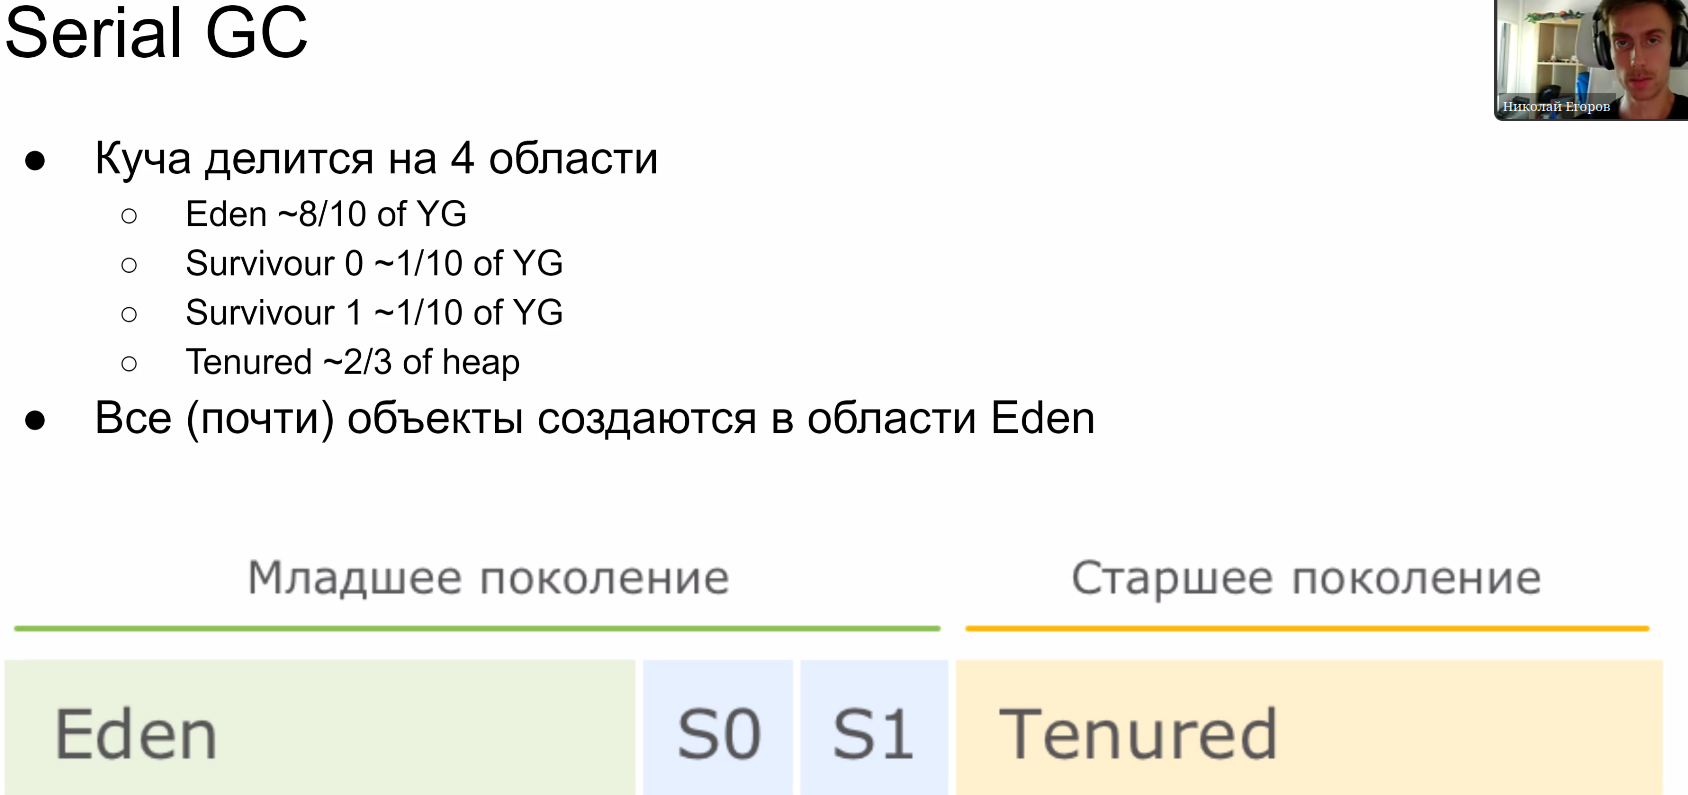 Serial GC
Николай Егоров
● Куча делится на 4 области
○ Eden ~8/10 of YG
○ Survivour 0 ~1/10 of YG
○ Survivour 1 ~1/10 of YG
○ Tenured ~2/3 of heap
● Все (почти) объекты создаются в области Eden
Младшее поколение Старшее поколение
Eden S0 S1 Tenured